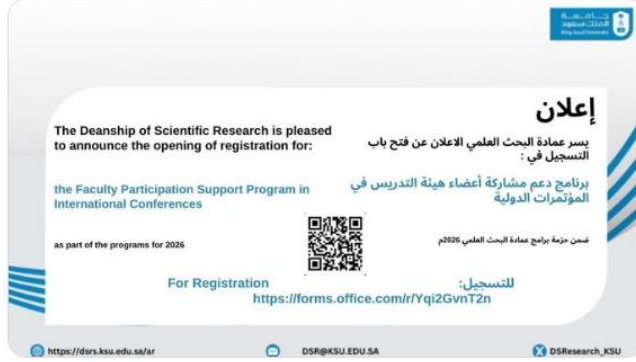 جامعة
الملك سعود
King Saud University
إعلان
The Deanship of Scientific Research is pleased
to announce the opening of registration for:
يسر عمادة البحث العلمي الاعلان عن فتح باب
التسجيل في :
the Faculty Participation Support Program in
International Conferences
برنامج دعم مشاركة أعضاء هيئة التدريس في
المؤتمرات الدولية
as part of the programs for 2026
ضمن حزمة برامج عمادة البحث العلمي 2026م
For Registration
للتسجيل:
https://forms.office.com/r/Yqi2GvnT2n
https://dsrs.ksu.edu.sa/ar
DSR@KSU.EDU.SA
DSResearch_KSU